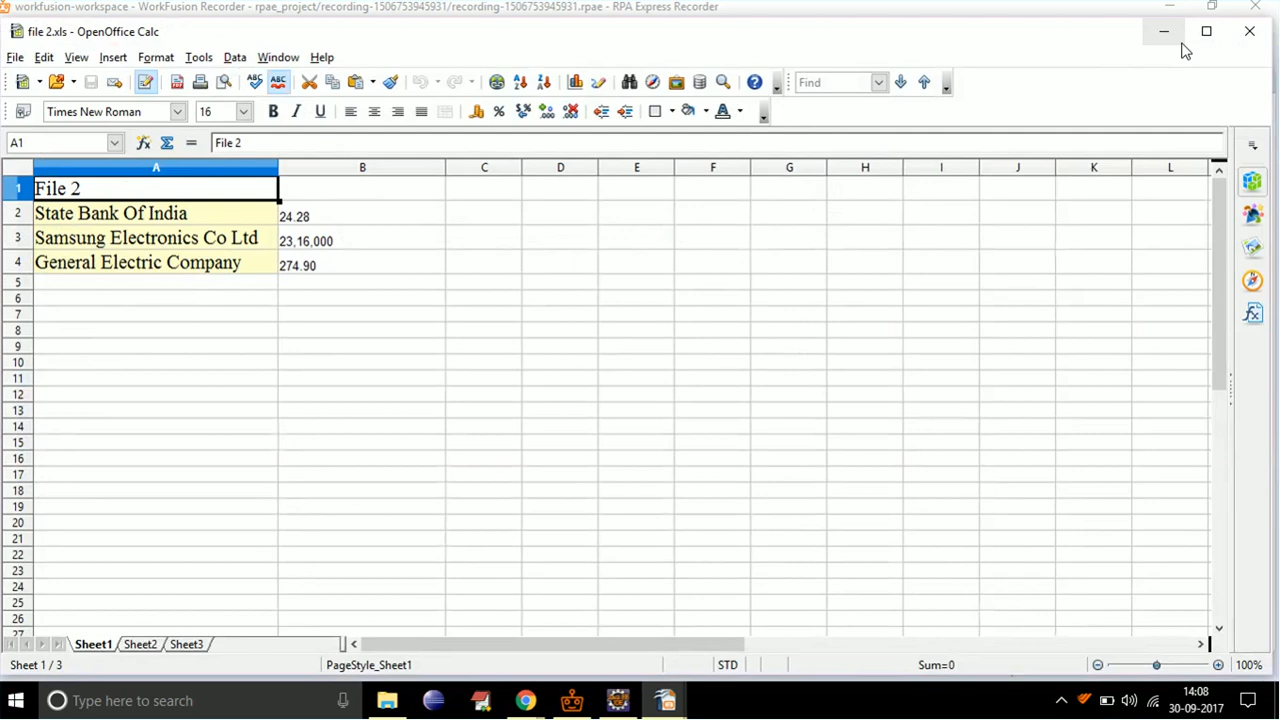 workfusion-workspace - WorkFusion Recorder - rpae_project/recording-1506753945931/recording-1506753945931.rpae - RPA Express Recorder
file 2.xls - OpenOffice Calc
File Edit View Insert Format Tools Data Window Help
Find
Times New Roman 16
A1 File 2
A B C D E F G H I J K L
1 File 2
2 State Bank Of India 24.28
3 Samsung Electronics Co Ltd 23,16,000
4 General Electric Company 274.90
5
6
7
8
9
10
11
12
13
14
15
16
17
18
19
20
21
22
23
24
25
26
27
Sheet1 Sheet2 Sheet3
Sheet 1 / 3 PageStyle_Sheet1 STD Sum=0 100%
Type here to search 14:08
30-09-2017